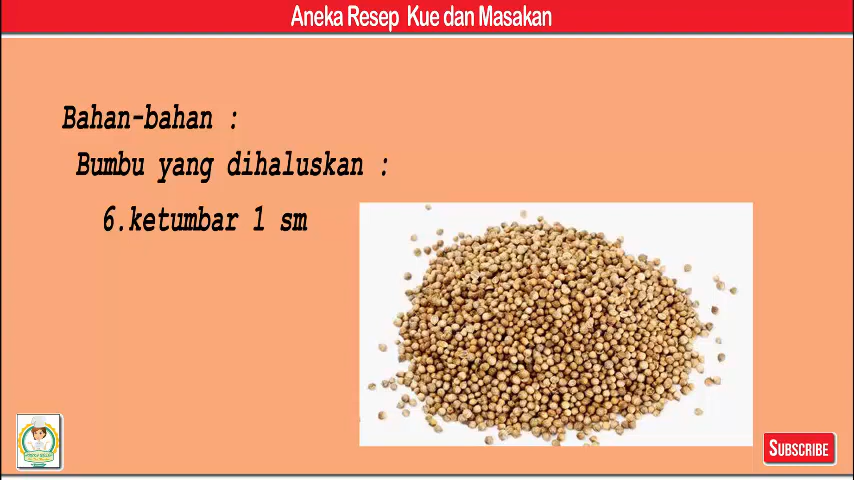 Aneka Resep Kue dan Masakan
Bahan-bahan :
Bumbu yang dihaluskan :
6.ketumbar 1 sm
SUBSCRIBE